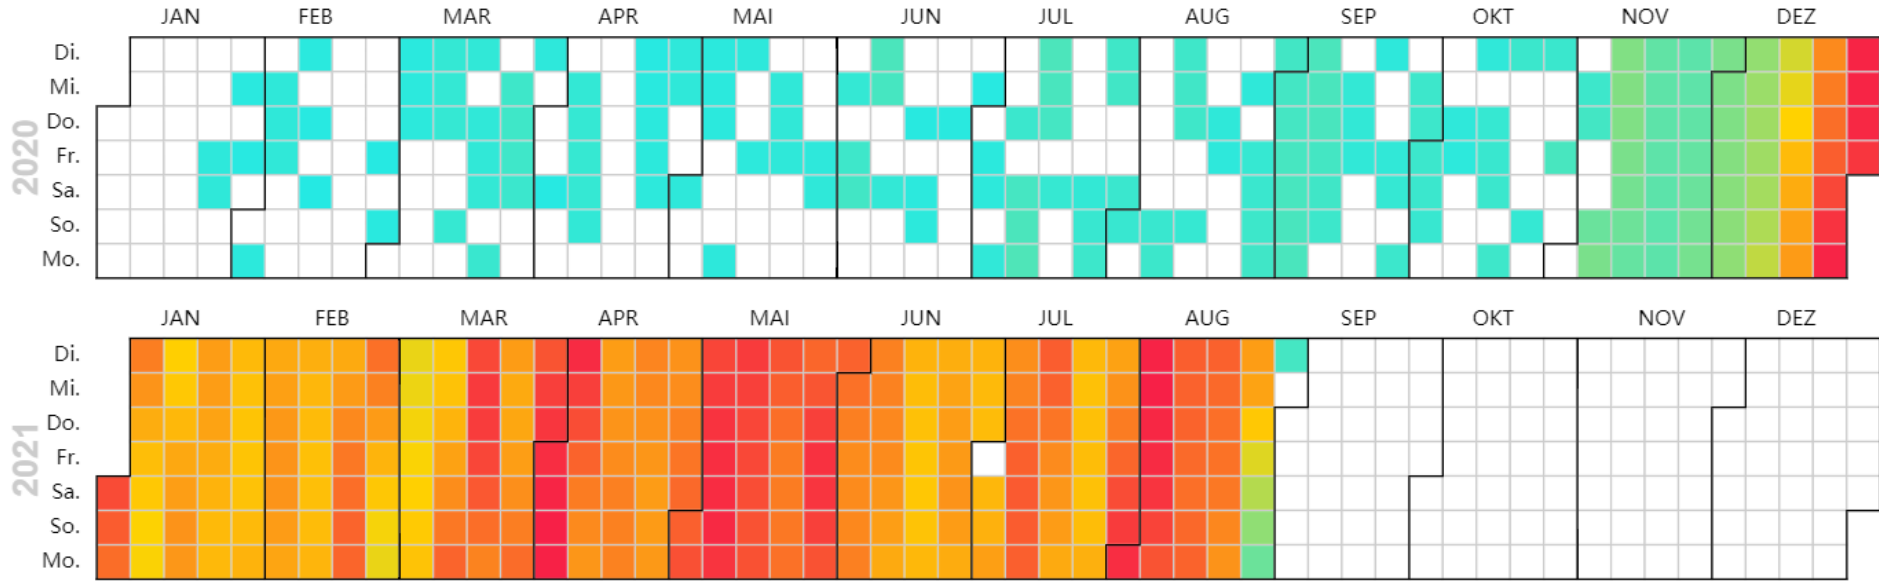 JAN FEB MAR APR MAI JUN JUL AUG SEP OKT NOV DEZ
2020
Di.
Mi.
Do.
Fr.
Sa.
So.
Mo.
JAN FEB MAR APR MAI JUN JUL AUG SEP OKT NOV DEZ
2021
Di.
Mi.
Do.
Fr.
Sa.
So.
Mo.